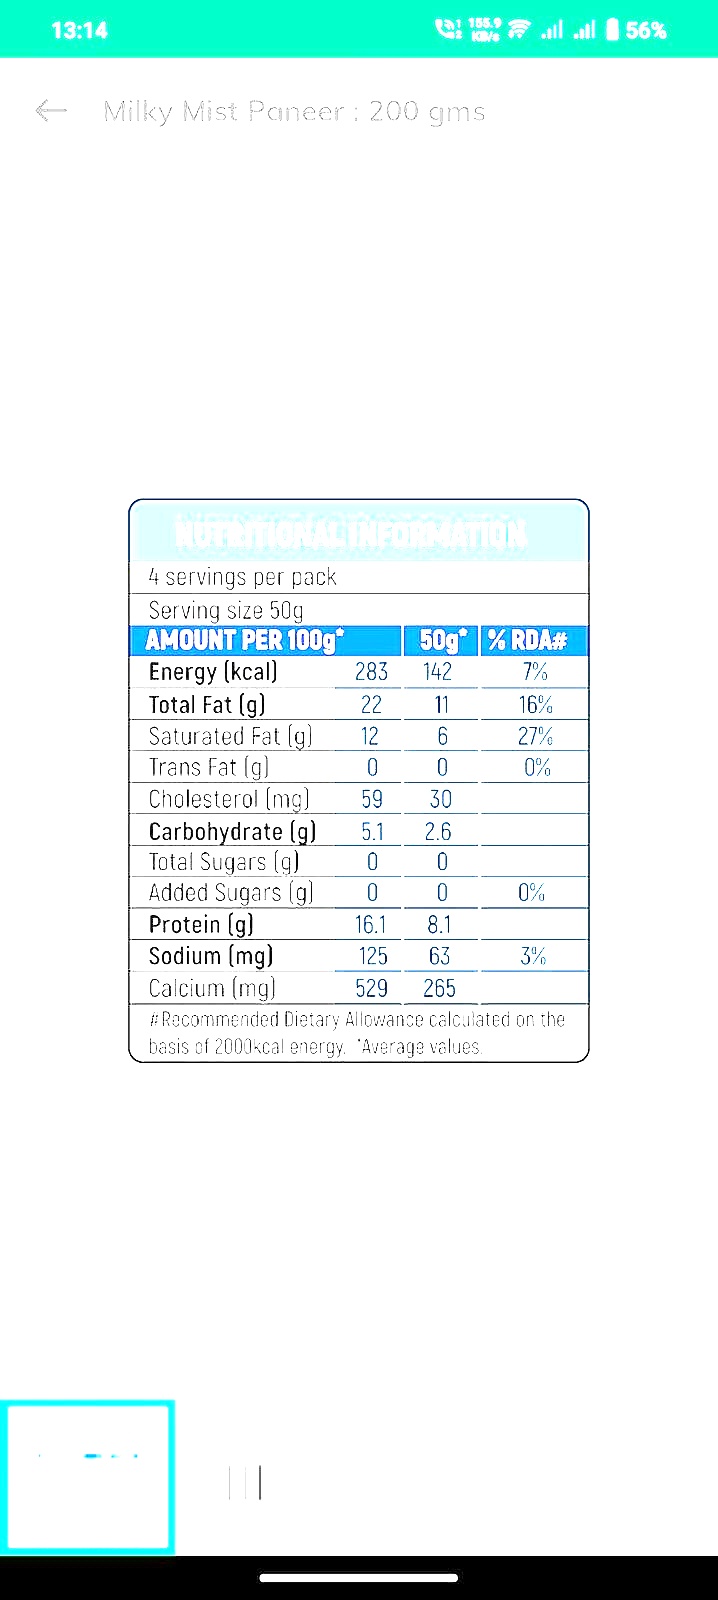 13:14 155.9 KB/s 56%
Milky Mist Paneer : 200 gms
NUTRITIONAL INFORMATION
4 servings per pack
Serving size 50g
AMOUNT PER 100g* 50g* % RDA#
Energy (kcal) 283 142 7%
Total Fat (g) 22 11 16%
Saturated Fat (g) 12 6 27%
Trans Fat (g) 0 0 0%
Cholesterol (mg) 59 30
Carbohydrate (g) 5.1 2.6
Total Sugars (g) 0 0
Added Sugars (g) 0 0 0%
Protein (g) 16.1 8.1
Sodium (mg) 125 63 3%
Calcium (mg) 529 265
#Recommended Dietary Allowance calculated on the
basis of 2000kcal energy. *Average values.